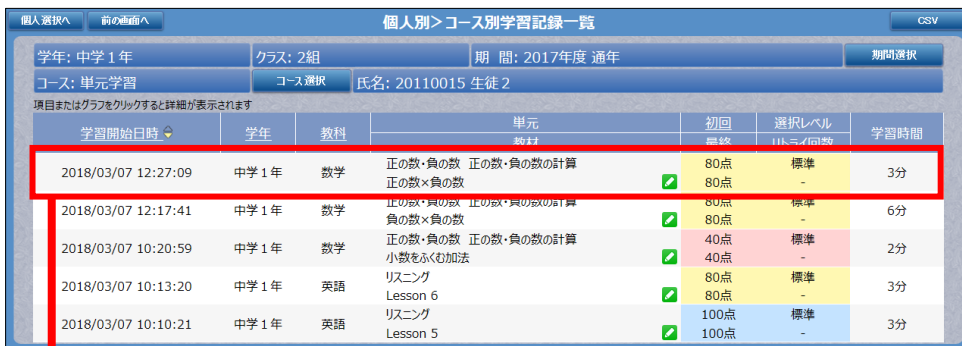 個人選択へ 前の画面へ 個人別>コース別学習記録一覧 CSV
学年: 中学1年 クラス: 2組 期 間: 2017年度 通年 期間選択
コース: 単元学習 コース選択 氏名: 20110015 生徒2
項目またはグラフをクリックすると詳細が表示されます
学習開始日時 学年 教科 単元 初回 選択レベル 学習時間
教材 最終 リトライ回数
2018/03/07 12:27:09 中学1年 数学 正の数・負の数 正の数・負の数の計算 80点 標準 3分
正の数×負の数 80点 -
2018/03/07 12:17:41 中学1年 数学 正の数・負の数 正の数・負の数の計算 80点 標準 6分
負の数×負の数 80点 -
2018/03/07 10:20:59 中学1年 数学 正の数・負の数 正の数・負の数の計算 40点 標準 2分
小数をふくむ加法 40点 -
2018/03/07 10:13:20 中学1年 英語 リスニング 80点 標準 3分
Lesson 6 80点 -
2018/03/07 10:10:21 中学1年 英語 リスニング 100点 標準 3分
Lesson 5 100点 -